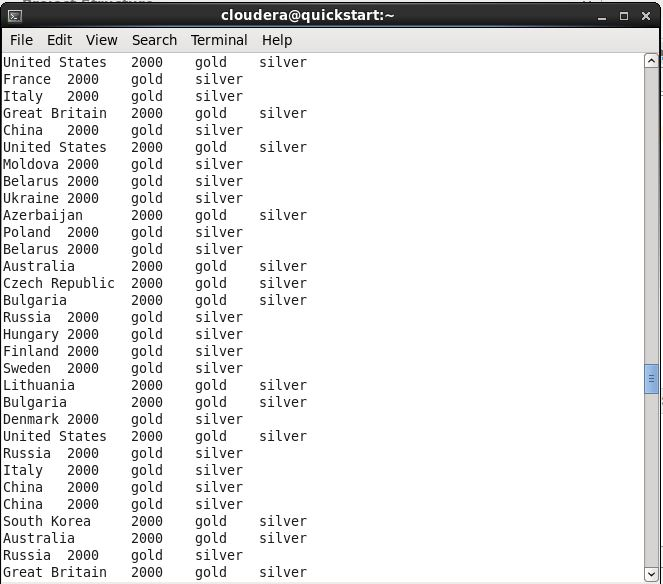 cloudera@quickstart:~
File Edit View Search Terminal Help
United States 2000 gold silver
France 2000 gold silver
Italy 2000 gold silver
Great Britain 2000 gold silver
China 2000 gold silver
United States 2000 gold silver
Moldova 2000 gold silver
Belarus 2000 gold silver
Ukraine 2000 gold silver
Azerbaijan 2000 gold silver
Poland 2000 gold silver
Belarus 2000 gold silver
Australia 2000 gold silver
Czech Republic 2000 gold silver
Bulgaria 2000 gold silver
Russia 2000 gold silver
Hungary 2000 gold silver
Finland 2000 gold silver
Sweden 2000 gold silver
Lithuania 2000 gold silver
Bulgaria 2000 gold silver
Denmark 2000 gold silver
United States 2000 gold silver
Russia 2000 gold silver
Italy 2000 gold silver
China 2000 gold silver
China 2000 gold silver
South Korea 2000 gold silver
Australia 2000 gold silver
Russia 2000 gold silver
Great Britain 2000 gold silver